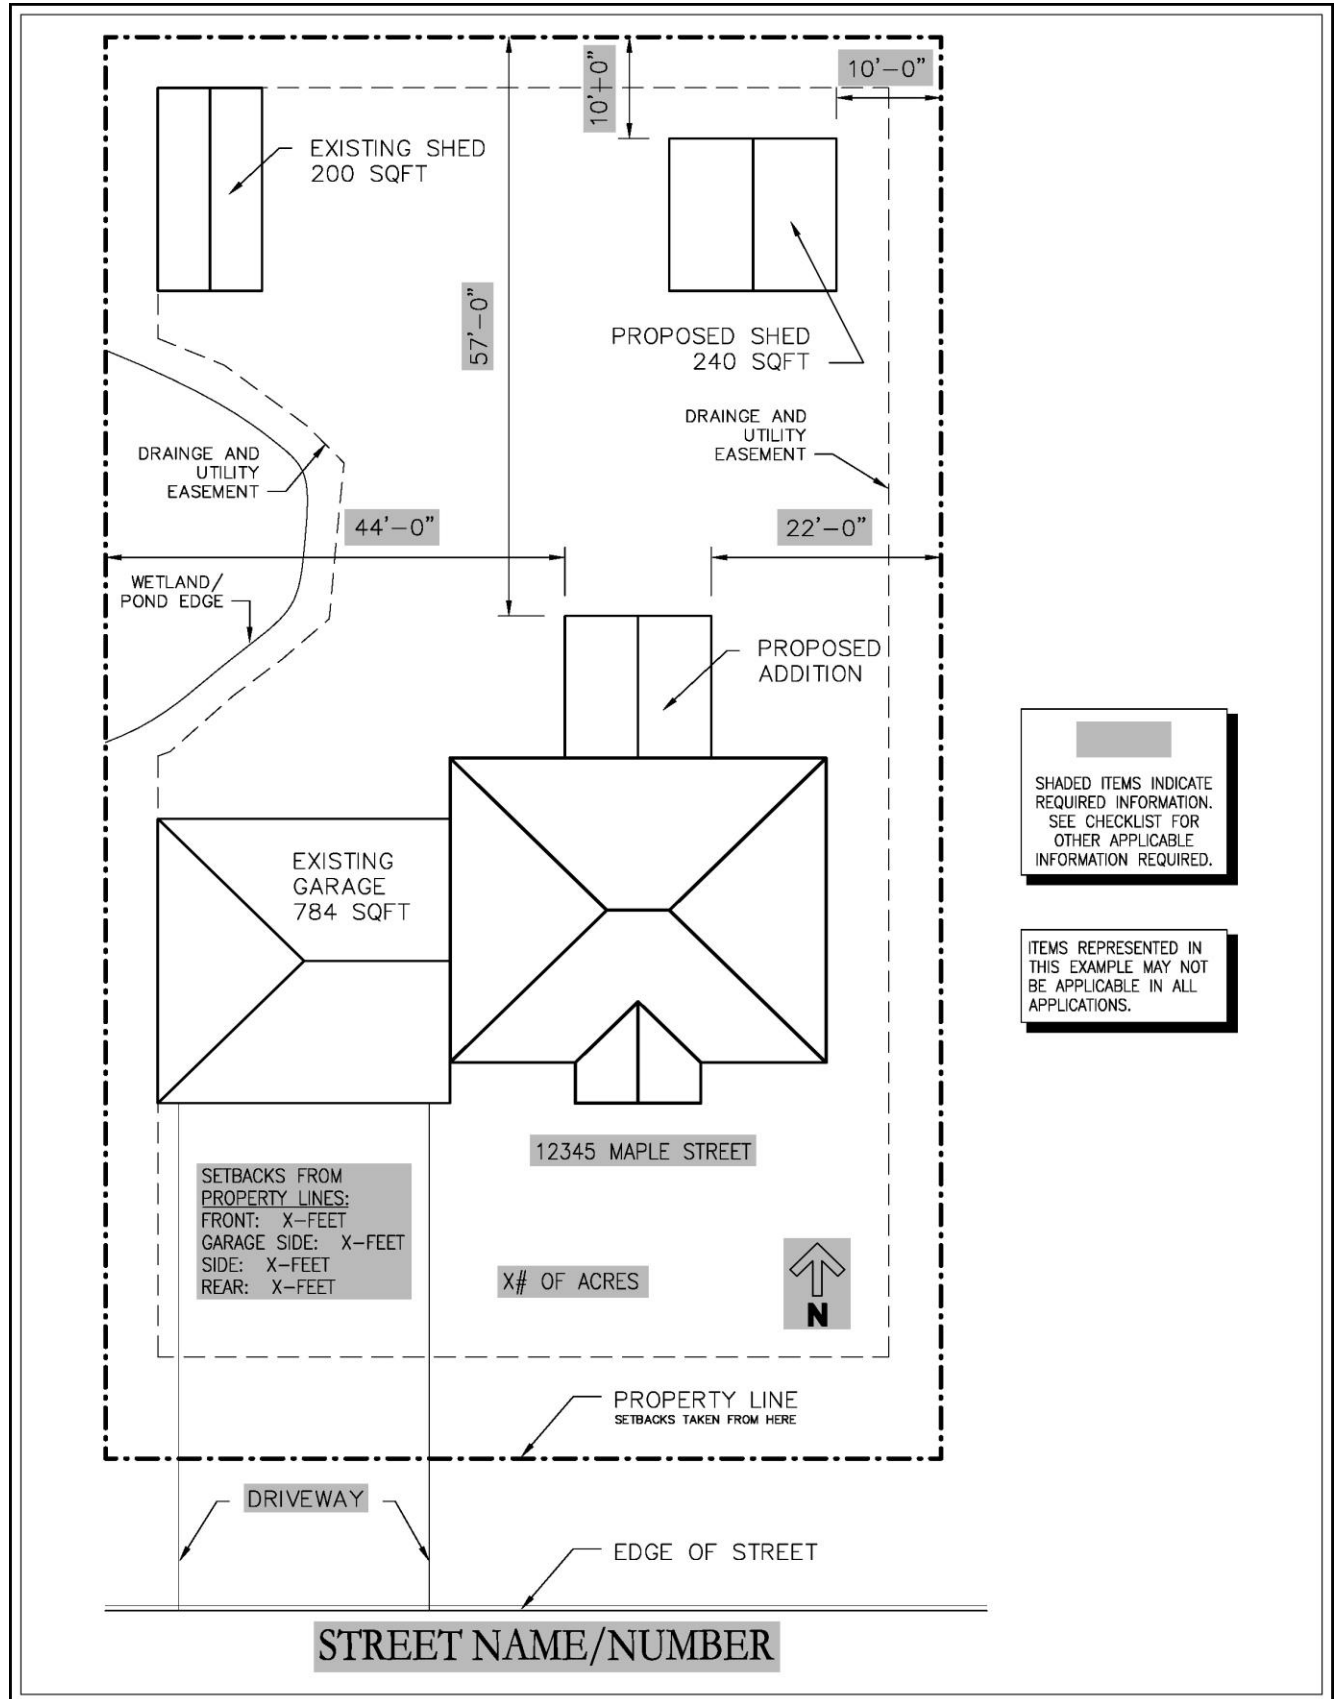 10'-0"
10'-0"
EXISTING SHED
200 SQFT
57'-0"
PROPOSED SHED
240 SQFT
DRAINGE AND
UTILITY
EASEMENT
DRAINGE AND
UTILITY
EASEMENT
44'-0"
22'-0"
WETLAND/
POND EDGE
PROPOSED
ADDITION
SHADED ITEMS INDICATE
REQUIRED INFORMATION.
SEE CHECKLIST FOR
OTHER APPLICABLE
INFORMATION REQUIRED.
EXISTING
GARAGE
784 SQFT
ITEMS REPRESENTED IN
THIS EXAMPLE MAY NOT
BE APPLICABLE IN ALL
APPLICATIONS.
12345 MAPLE STREET
SETBACKS FROM
PROPERTY LINES:
FRONT: X-FEET
GARAGE SIDE: X-FEET
SIDE: X-FEET
REAR: X-FEET
X# OF ACRES
N
PROPERTY LINE
SETBACKS TAKEN FROM HERE
DRIVEWAY
EDGE OF STREET
STREET NAME/NUMBER